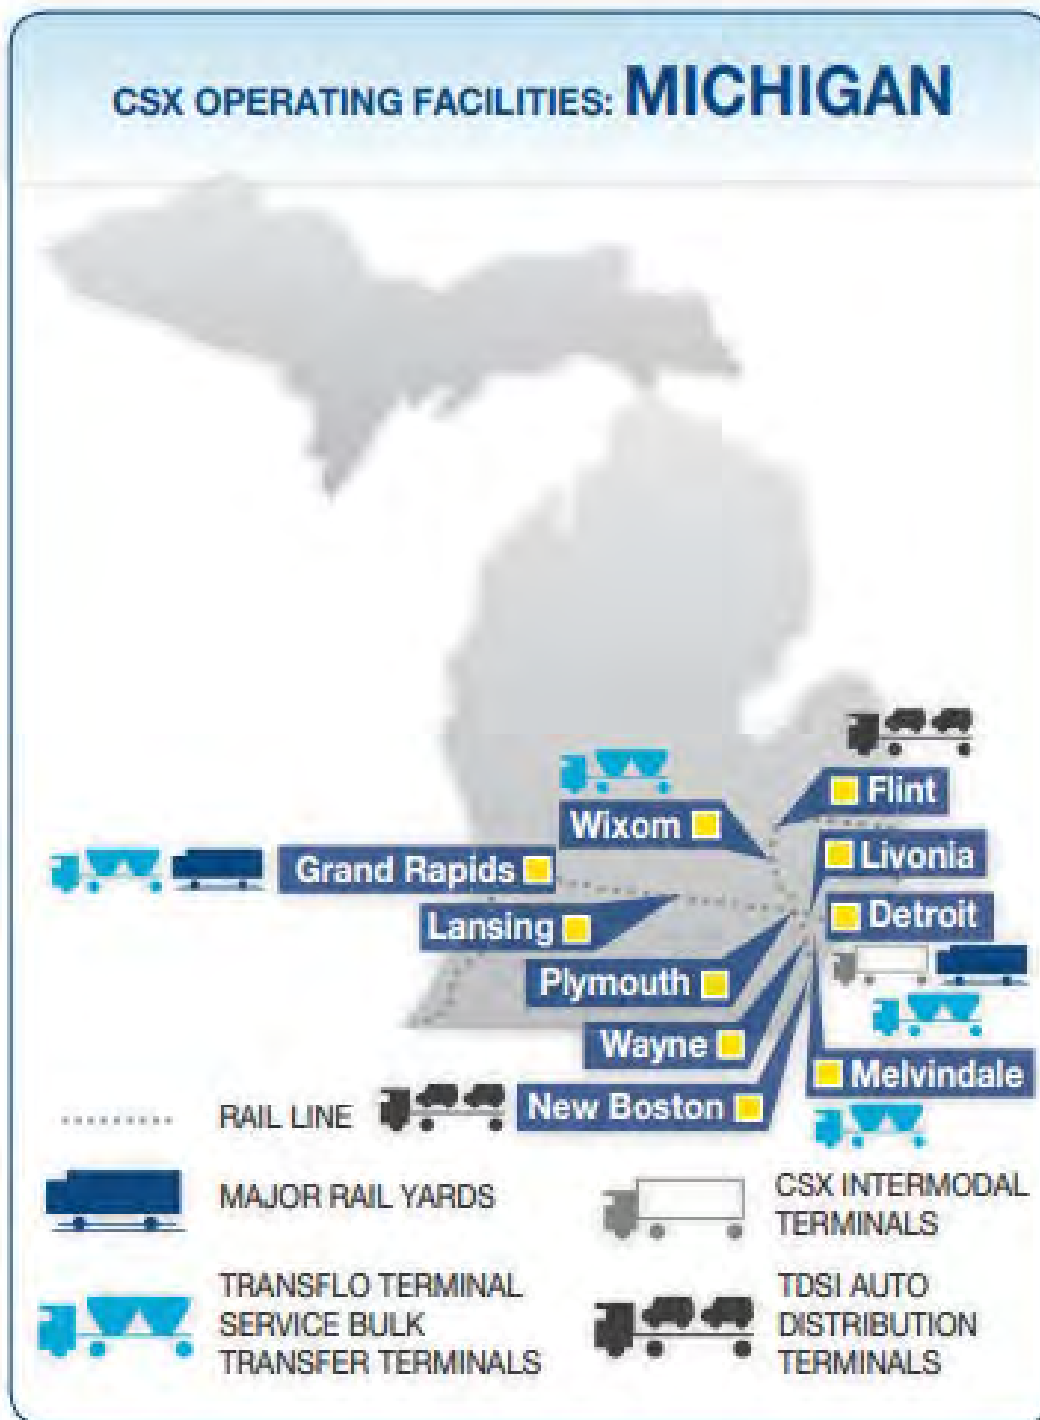 CSX OPERATING FACILITIES: MICHIGAN
Flint
Wixom
Livonia
Grand Rapids
Detroit
Lansing
Plymouth
Wayne
Melvindale
New Boston
RAIL LINE
MAJOR RAIL YARDS
CSX INTERMODAL
TERMINALS
TRANSFLO TERMINAL
SERVICE BULK
TRANSFER TERMINALS
TDSI AUTO
DISTRIBUTION
TERMINALS